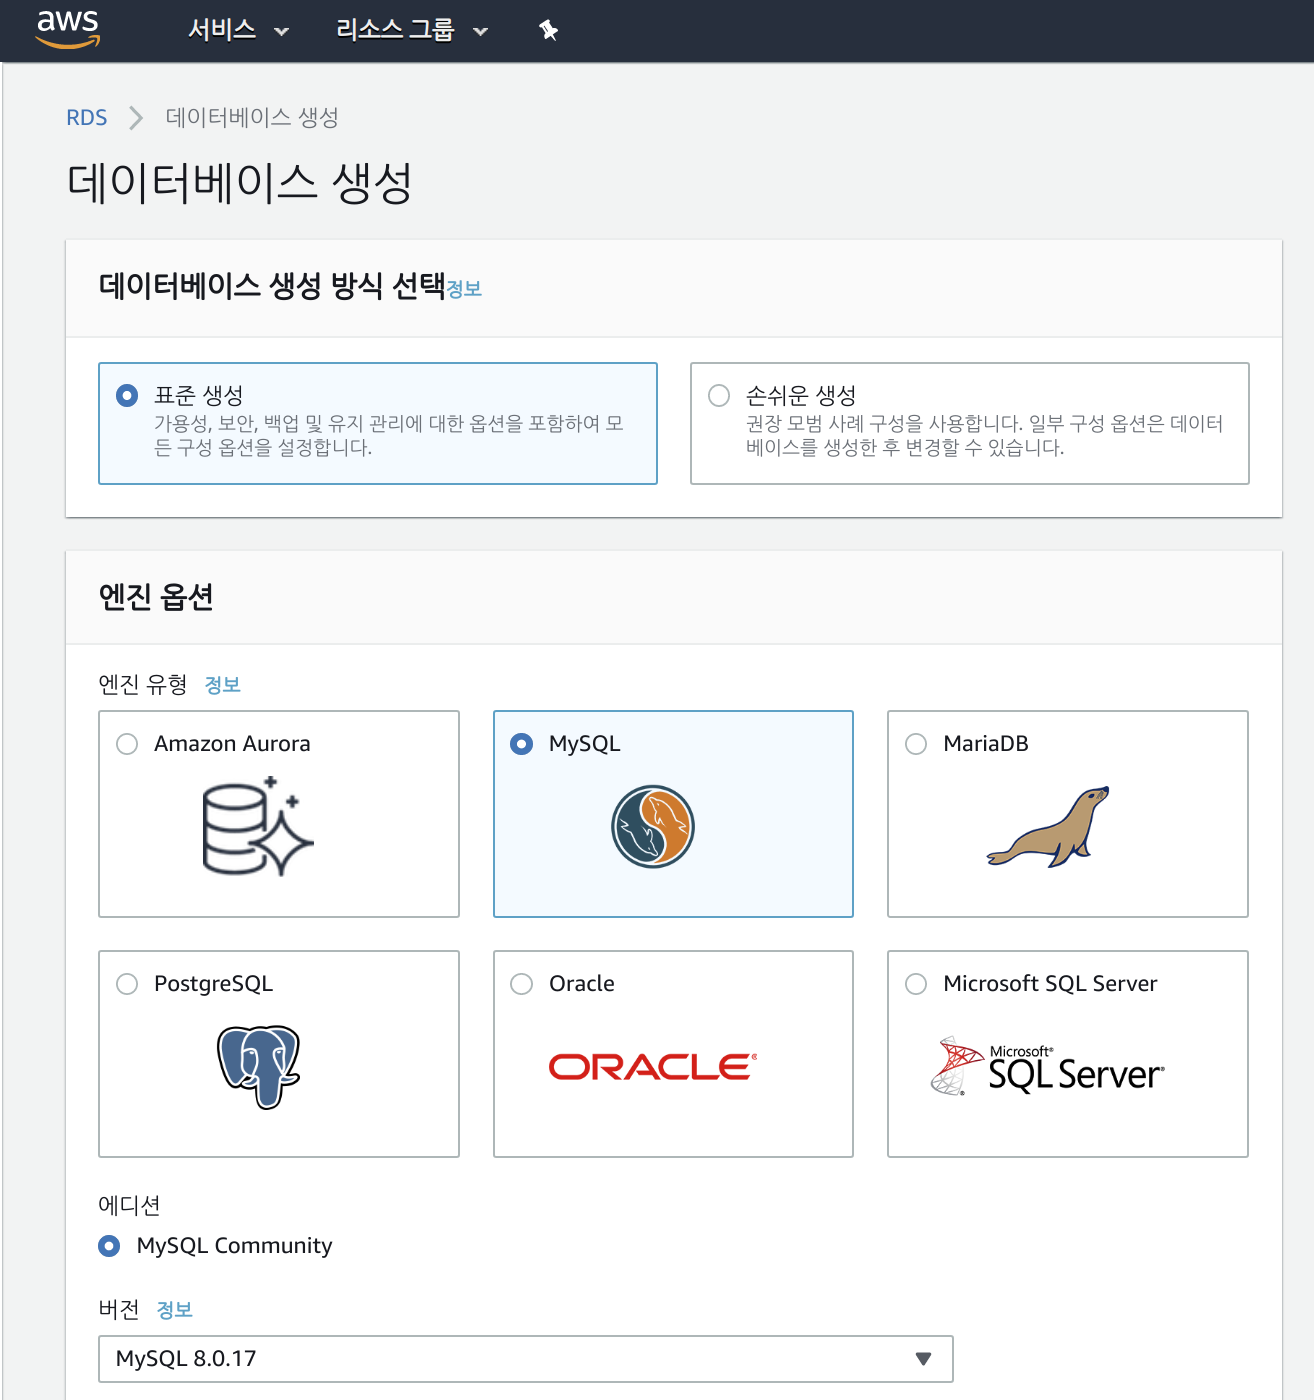 aws 서비스 리소스 그룹
RDS 데이터베이스 생성
데이터베이스 생성
데이터베이스 생성 방식 선택 정보
표준 생성
가용성, 보안, 백업 및 유지 관리에 대한 옵션을 포함하여 모
든 구성 옵션을 설정합니다.
손쉬운 생성
권장 모범 사례 구성을 사용합니다. 일부 구성 옵션은 데이터
베이스를 생성한 후 변경할 수 있습니다.
엔진 옵션
엔진 유형 정보
Amazon Aurora
MySQL
MariaDB
PostgreSQL
Oracle
ORACLE®
Microsoft SQL Server
Microsoft®
SQL Server®
에디션
MySQL Community
버전 정보
MySQL 8.0.17